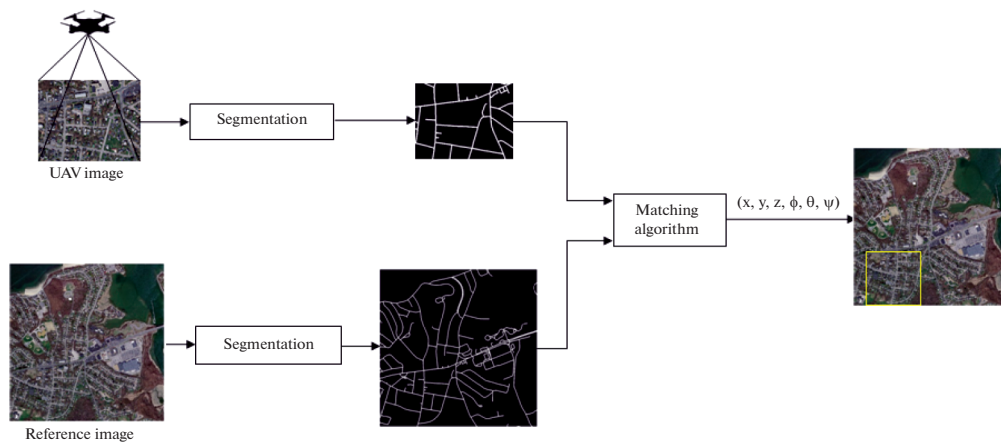 UAV image
Segmentation
Matching
algorithm
(x, y, z, ϕ, θ, ψ)
Segmentation
Reference image